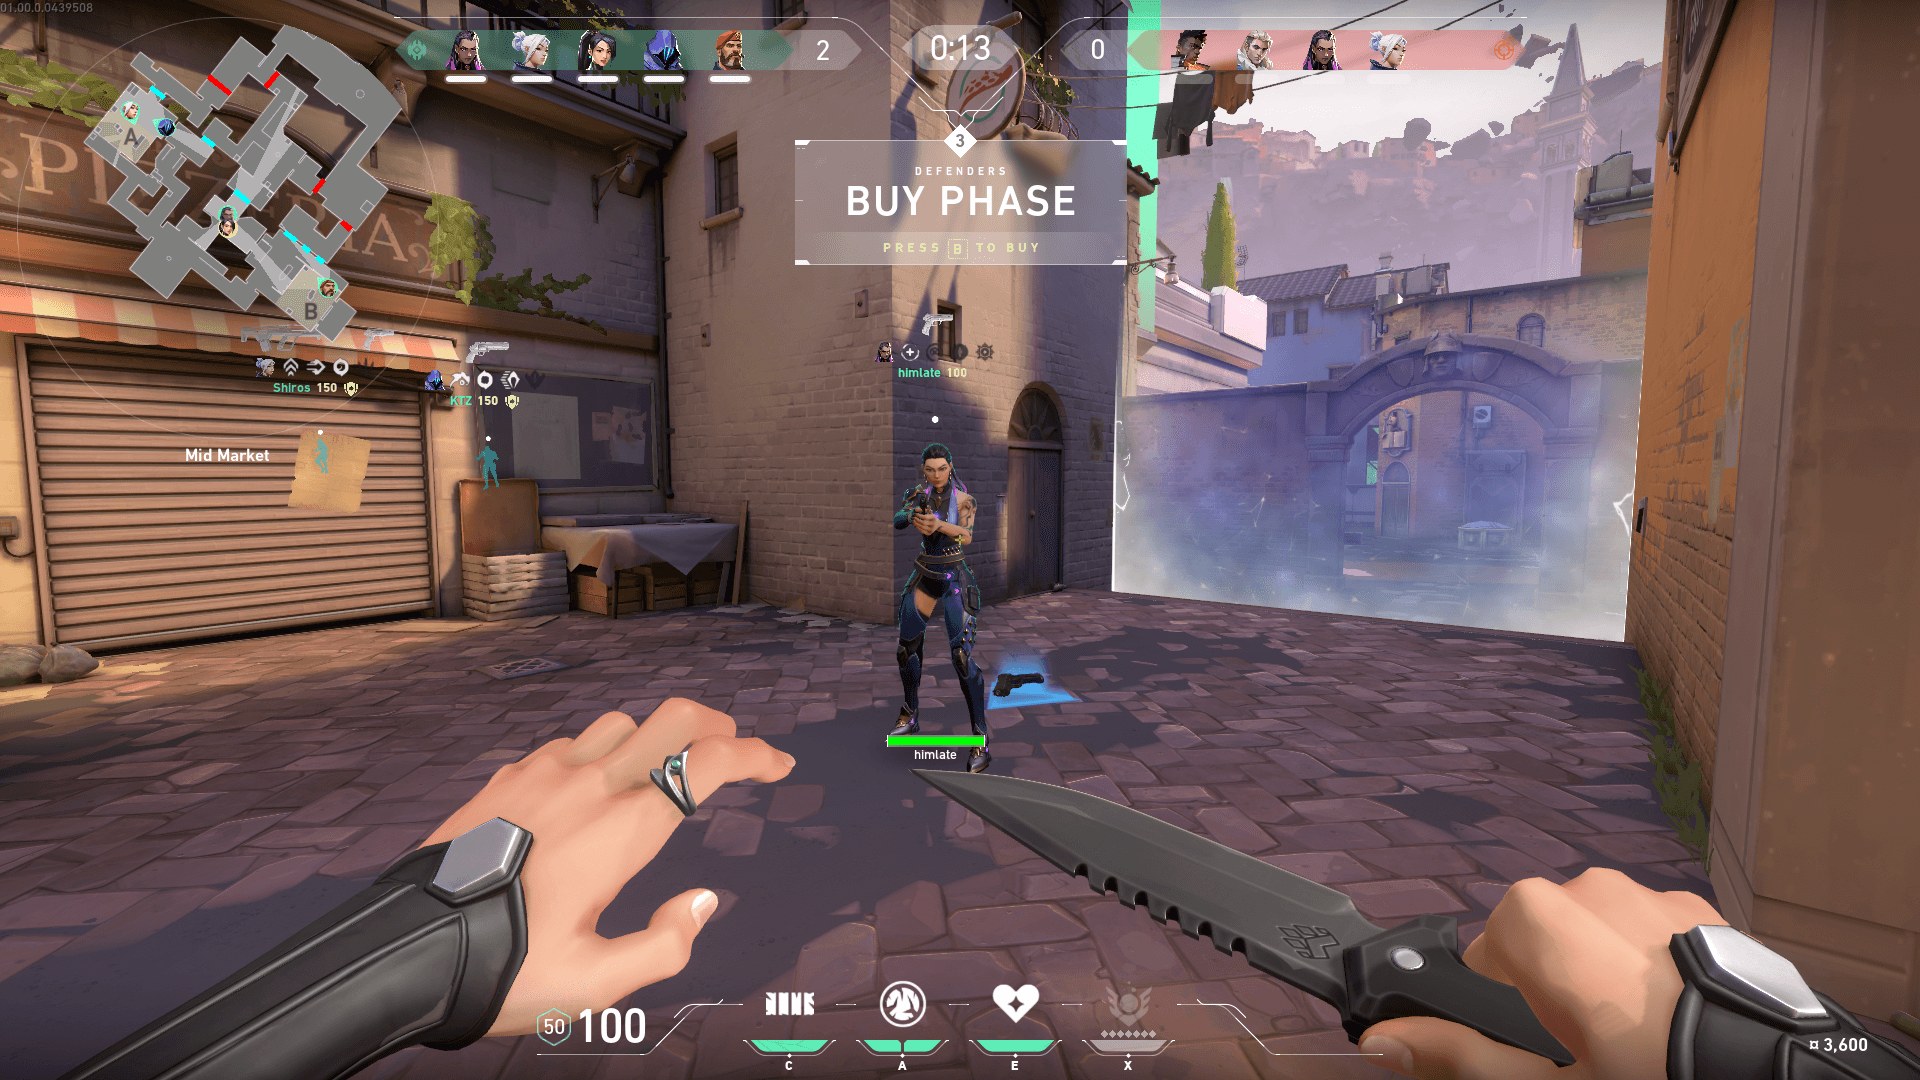 01.00.0.0439508
2
0:13
0
3
DEFENDERS
BUY PHASE
PRESS B TO BUY
A
B
PIZZERIA
Shiros 150
KTZ 150
himlate 100
Mid Market
himlate
50 100
C
A
E
X
¤ 3,600